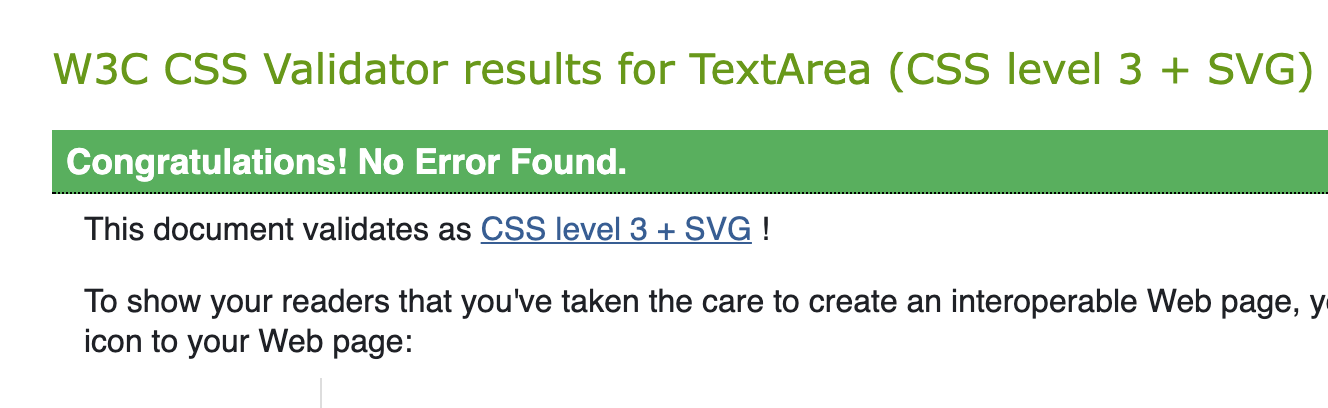 W3C CSS Validator results for TextArea (CSS level 3 + SVG)
Congratulations! No Error Found.
This document validates as CSS level 3 + SVG !
To show your readers that you've taken the care to create an interoperable Web page,
icon to your Web page: